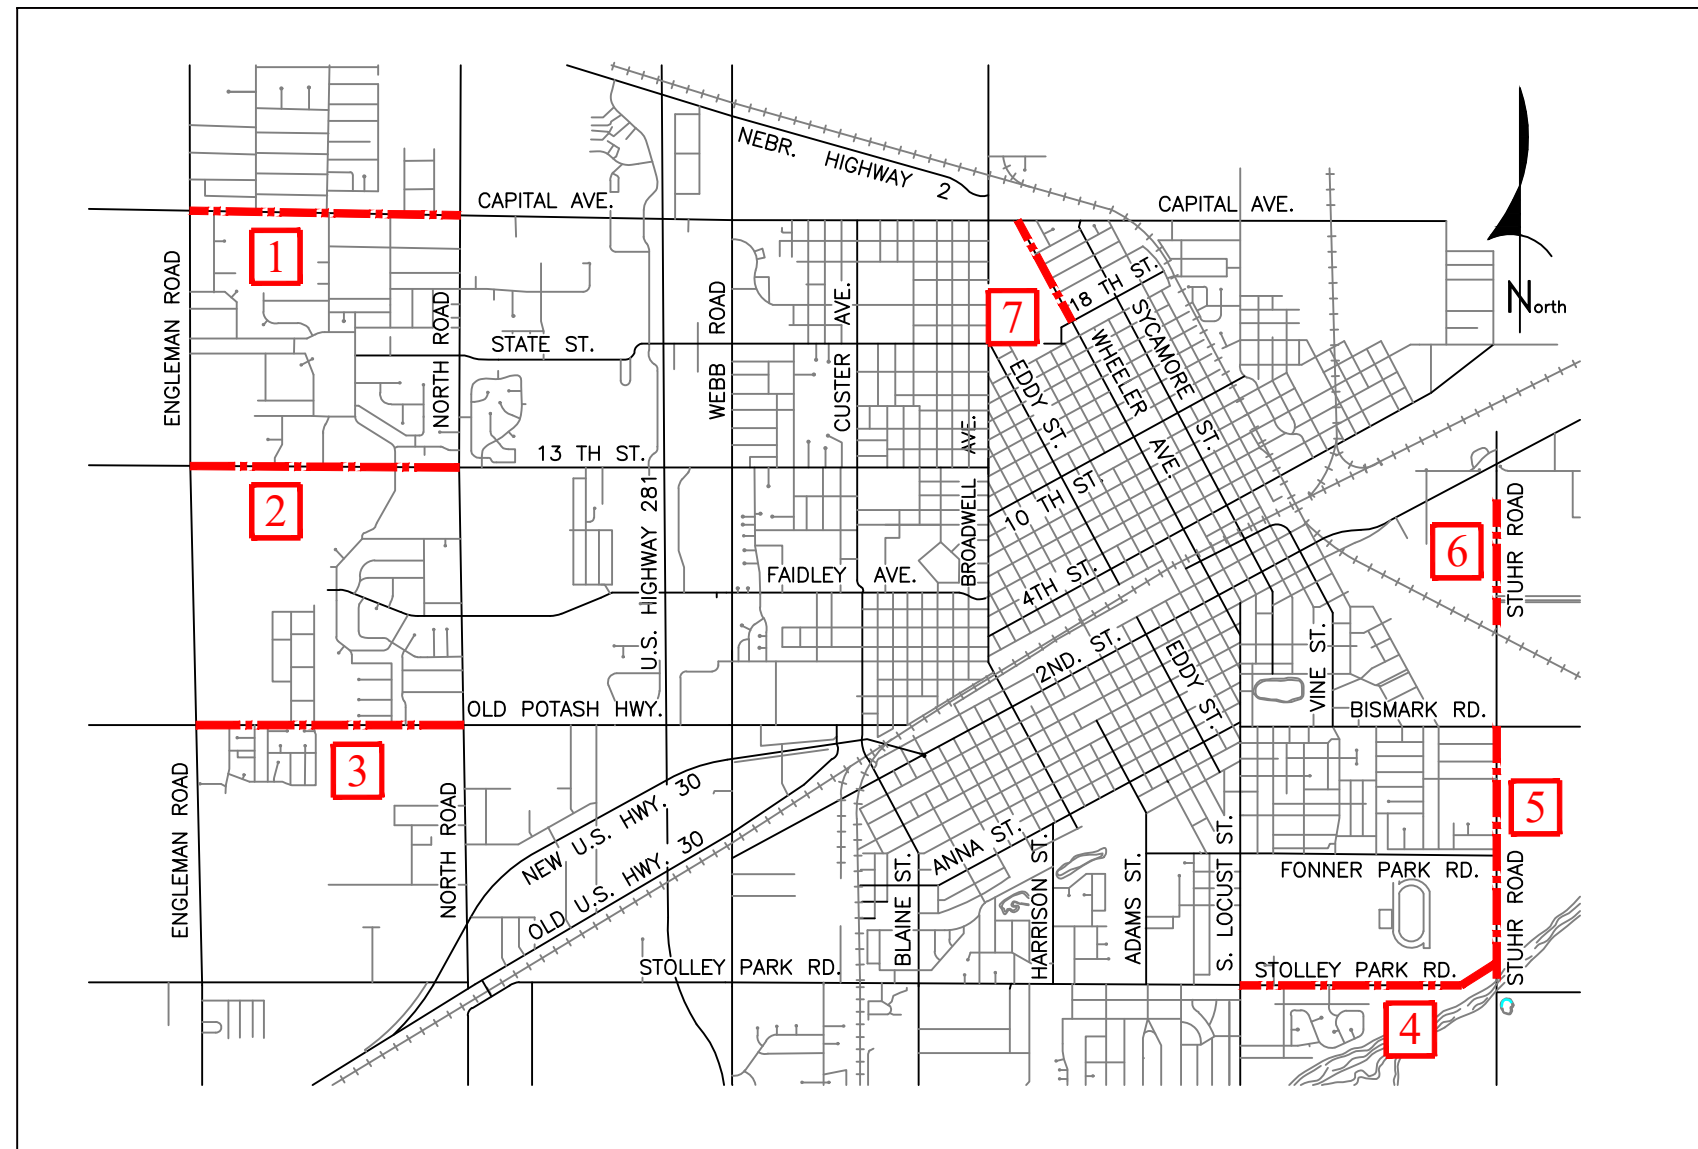 NEBR. HIGHWAY 2
CAPITAL AVE.
CAPITAL AVE.
1
ENGLEMAN ROAD
NORTH ROAD
STATE ST.
WEBB ROAD
CUSTER AVE.
7
18 TH ST.
SYCAMORE ST.
WHEELER AVE.
EDDY ST.
North
13 TH ST.
2
U.S. HIGHWAY 281
BROADWELL AVE.
10 TH ST.
4TH ST.
FAIDLEY AVE.
6
STUHR ROAD
2ND. ST.
EDDY ST.
VINE ST.
OLD POTASH HWY.
BISMARK RD.
3
ENGLEMAN ROAD
NORTH ROAD
NEW U.S. HWY. 30
OLD U.S. HWY. 30
5
ANNA ST.
BLAINE ST.
HARRISON ST.
ADAMS ST.
S. LOCUST ST.
FONNER PARK RD.
STUHR ROAD
STOLLEY PARK RD.
STOLLEY PARK RD.
4